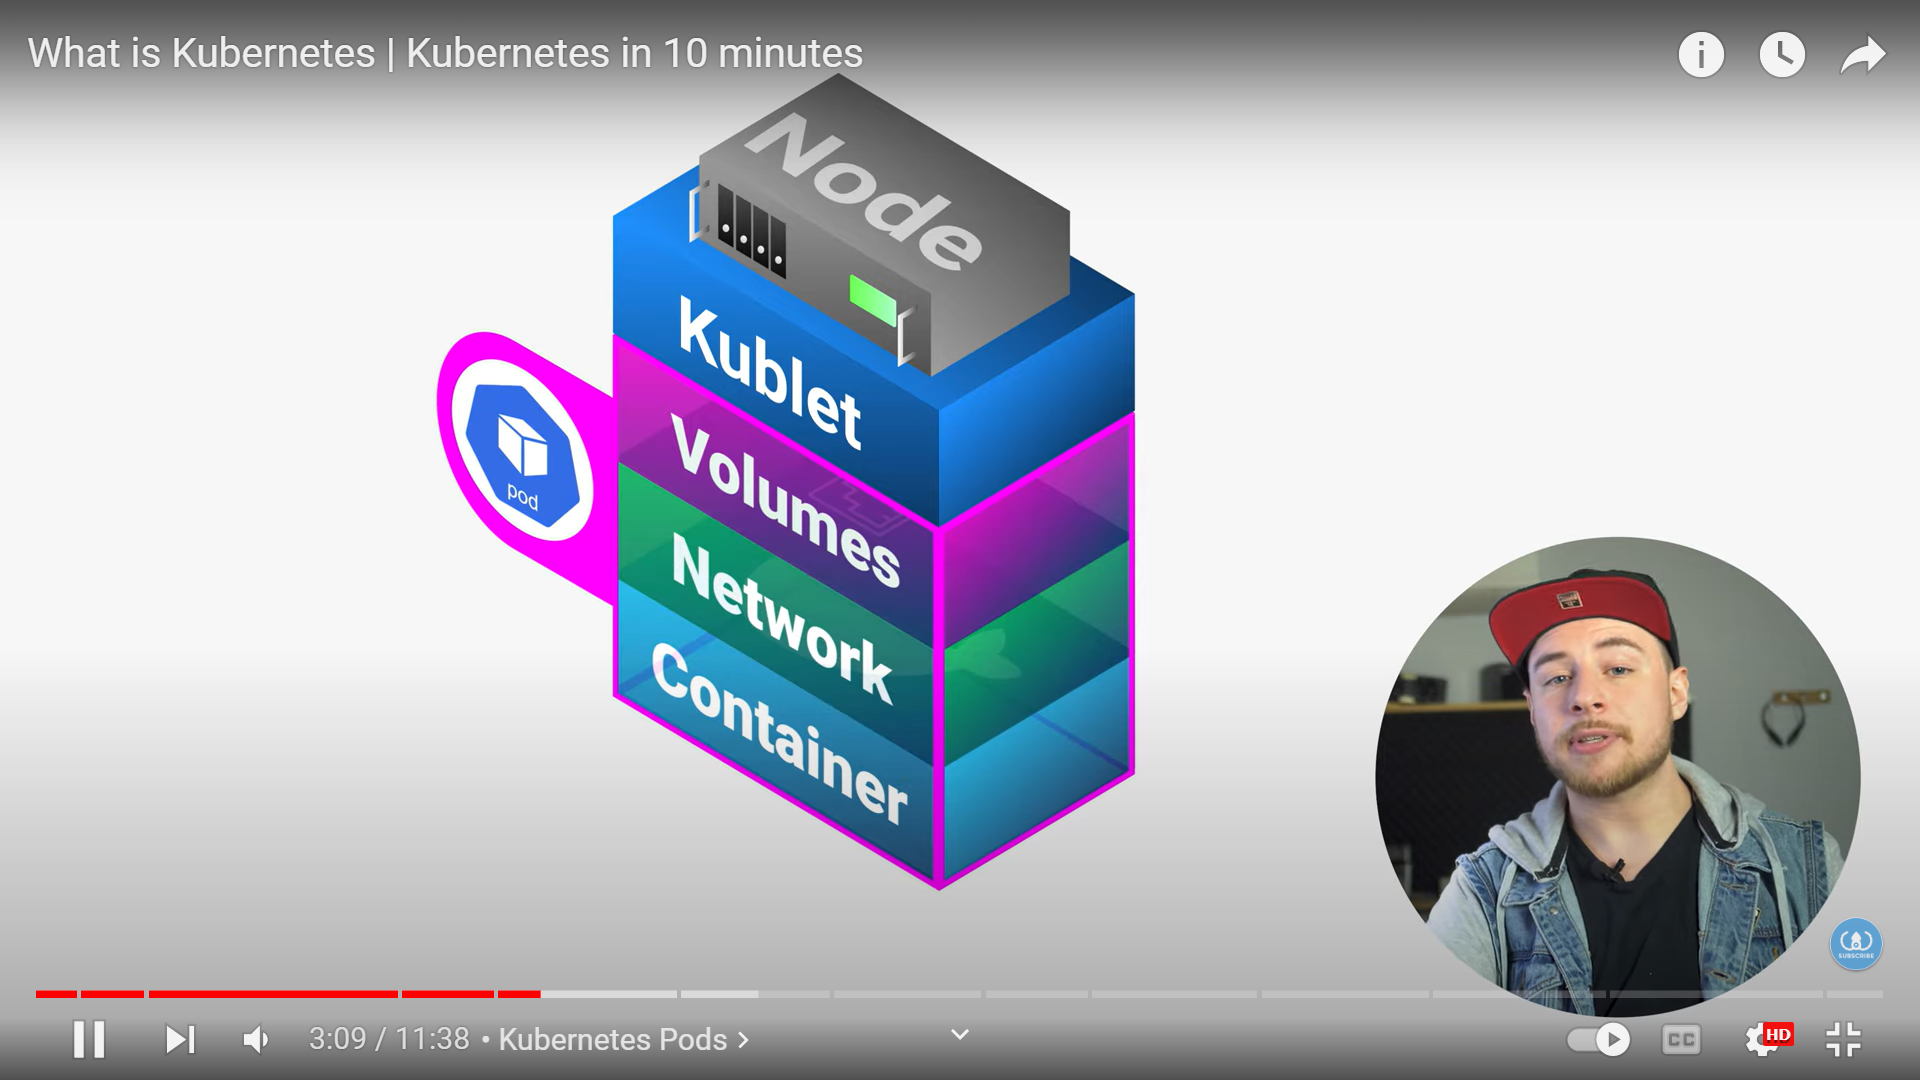 What is Kubernetes | Kubernetes in 10 minutes
Node
Kublet
Volumes
Network
Container
pod
SUBSCRIBE
3:09 / 11:38 • Kubernetes Pods >
CC
HD